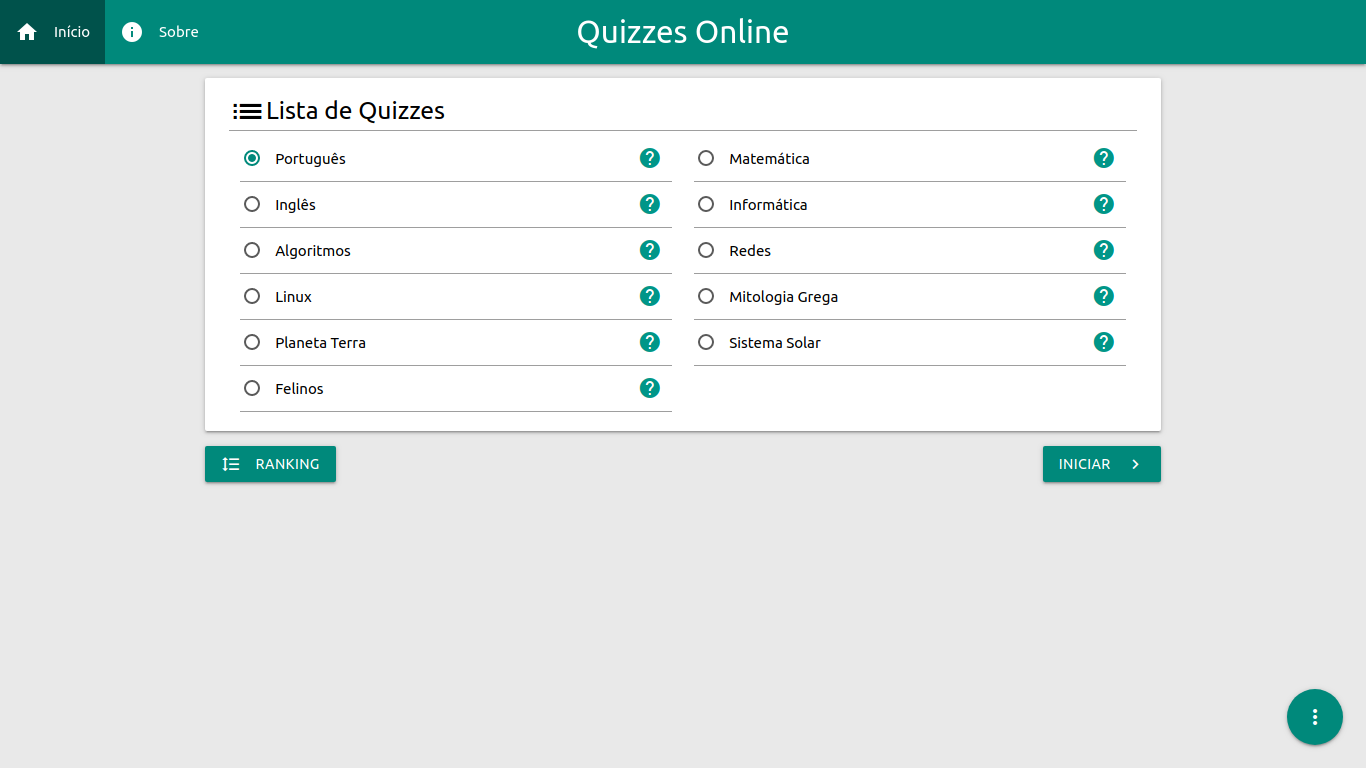 Início
Sobre
Quizzes Online
Lista de Quizzes
Português
Matemática
Inglês
Informática
Algoritmos
Redes
Linux
Mitologia Grega
Planeta Terra
Sistema Solar
Felinos
RANKING
INICIAR